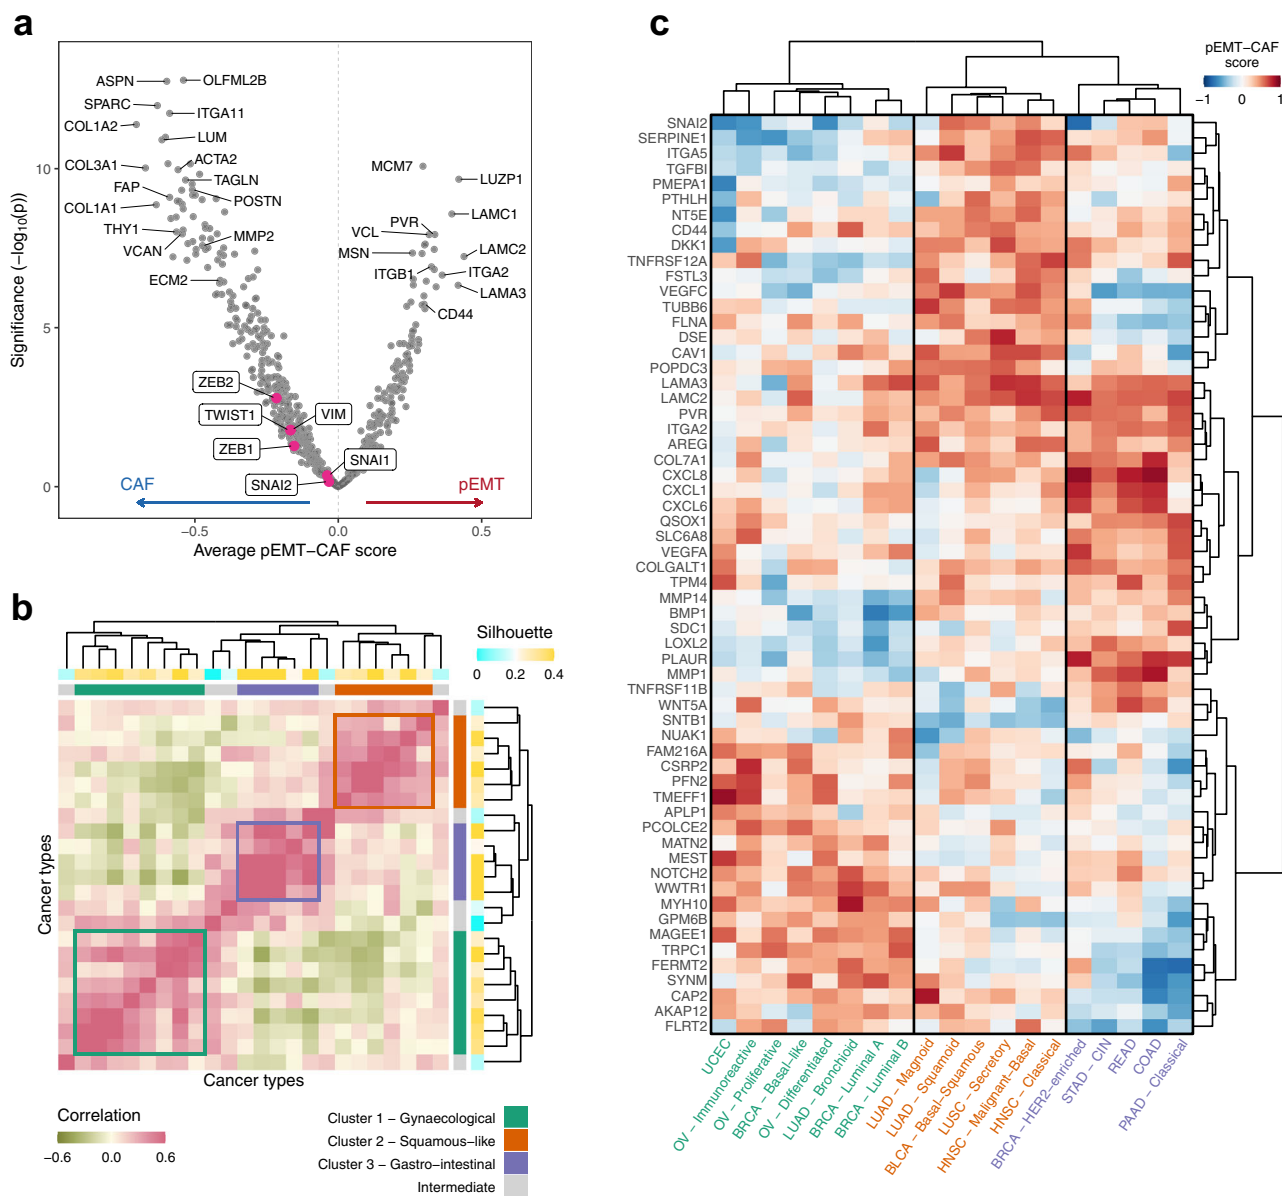 a
ASPN
OLFML2B
SPARC
ITGA11
COL1A2
LUM
COL3A1
ACTA2
TAGLN
FAP
POSTN
COL1A1
THY1
MMP2
VCAN
ECM2
MCM7
LUZP1
LAMC1
PVR
VCL
MSN
LAMC2
ITGB1
ITGA2
LAMA3
CD44
ZEB2
TWIST1
VIM
ZEB1
SNAI1
SNAI2
CAF
pEMT
10
5
0
−0.5
0.0
0.5
Significance (−log10(p))
Average pEMT−CAF score
b
Silhouette
0
0.2
0.4
Cancer types
Cancer types
Correlation
−0.6
0.0
0.6
Cluster 1 − Gynaecological
Cluster 2 − Squamous−like
Cluster 3 − Gastro−intestinal
Intermediate
c
pEMT−CAF
score
−1
0
1
SNAI2
SERPINE1
ITGA5
TGFBI
PMEPA1
PTHLH
NT5E
CD44
DKK1
TNFRSF12A
FSTL3
VEGFC
TUBB6
FLNA
DSE
CAV1
POPDC3
LAMA3
LAMC2
PVR
ITGA2
AREG
COL7A1
CXCL8
CXCL1
CXCL6
QSOX1
SLC6A8
VEGFA
COLGALT1
TPM4
MMP14
BMP1
SDC1
LOXL2
PLAUR
MMP1
TNFRSF11B
WNT5A
SNTB1
NUAK1
FAM216A
CSRP2
PFN2
TMEFF1
APLP1
PCOLCE2
MATN2
MEST
NOTCH2
WWTR1
MYH10
GPM6B
MAGEE1
TRPC1
FERMT2
SYNM
CAP2
AKAP12
FLRT2
UCEC
OV − Immunoreactive
OV − Proliferative
BRCA − Basal−like
OV − Differentiated
LUAD − Bronchioid
BRCA − Luminal A
BRCA − Luminal B
LUAD − Magnoid
LUAD − Squamoid
BLCA − Basal−Squamous
LUSC − Secretory
HNSC − Malignant−Basal
HNSC − Classical
BRCA − HER2−enriched
STAD − CIN
READ
COAD
PAAD − Classical